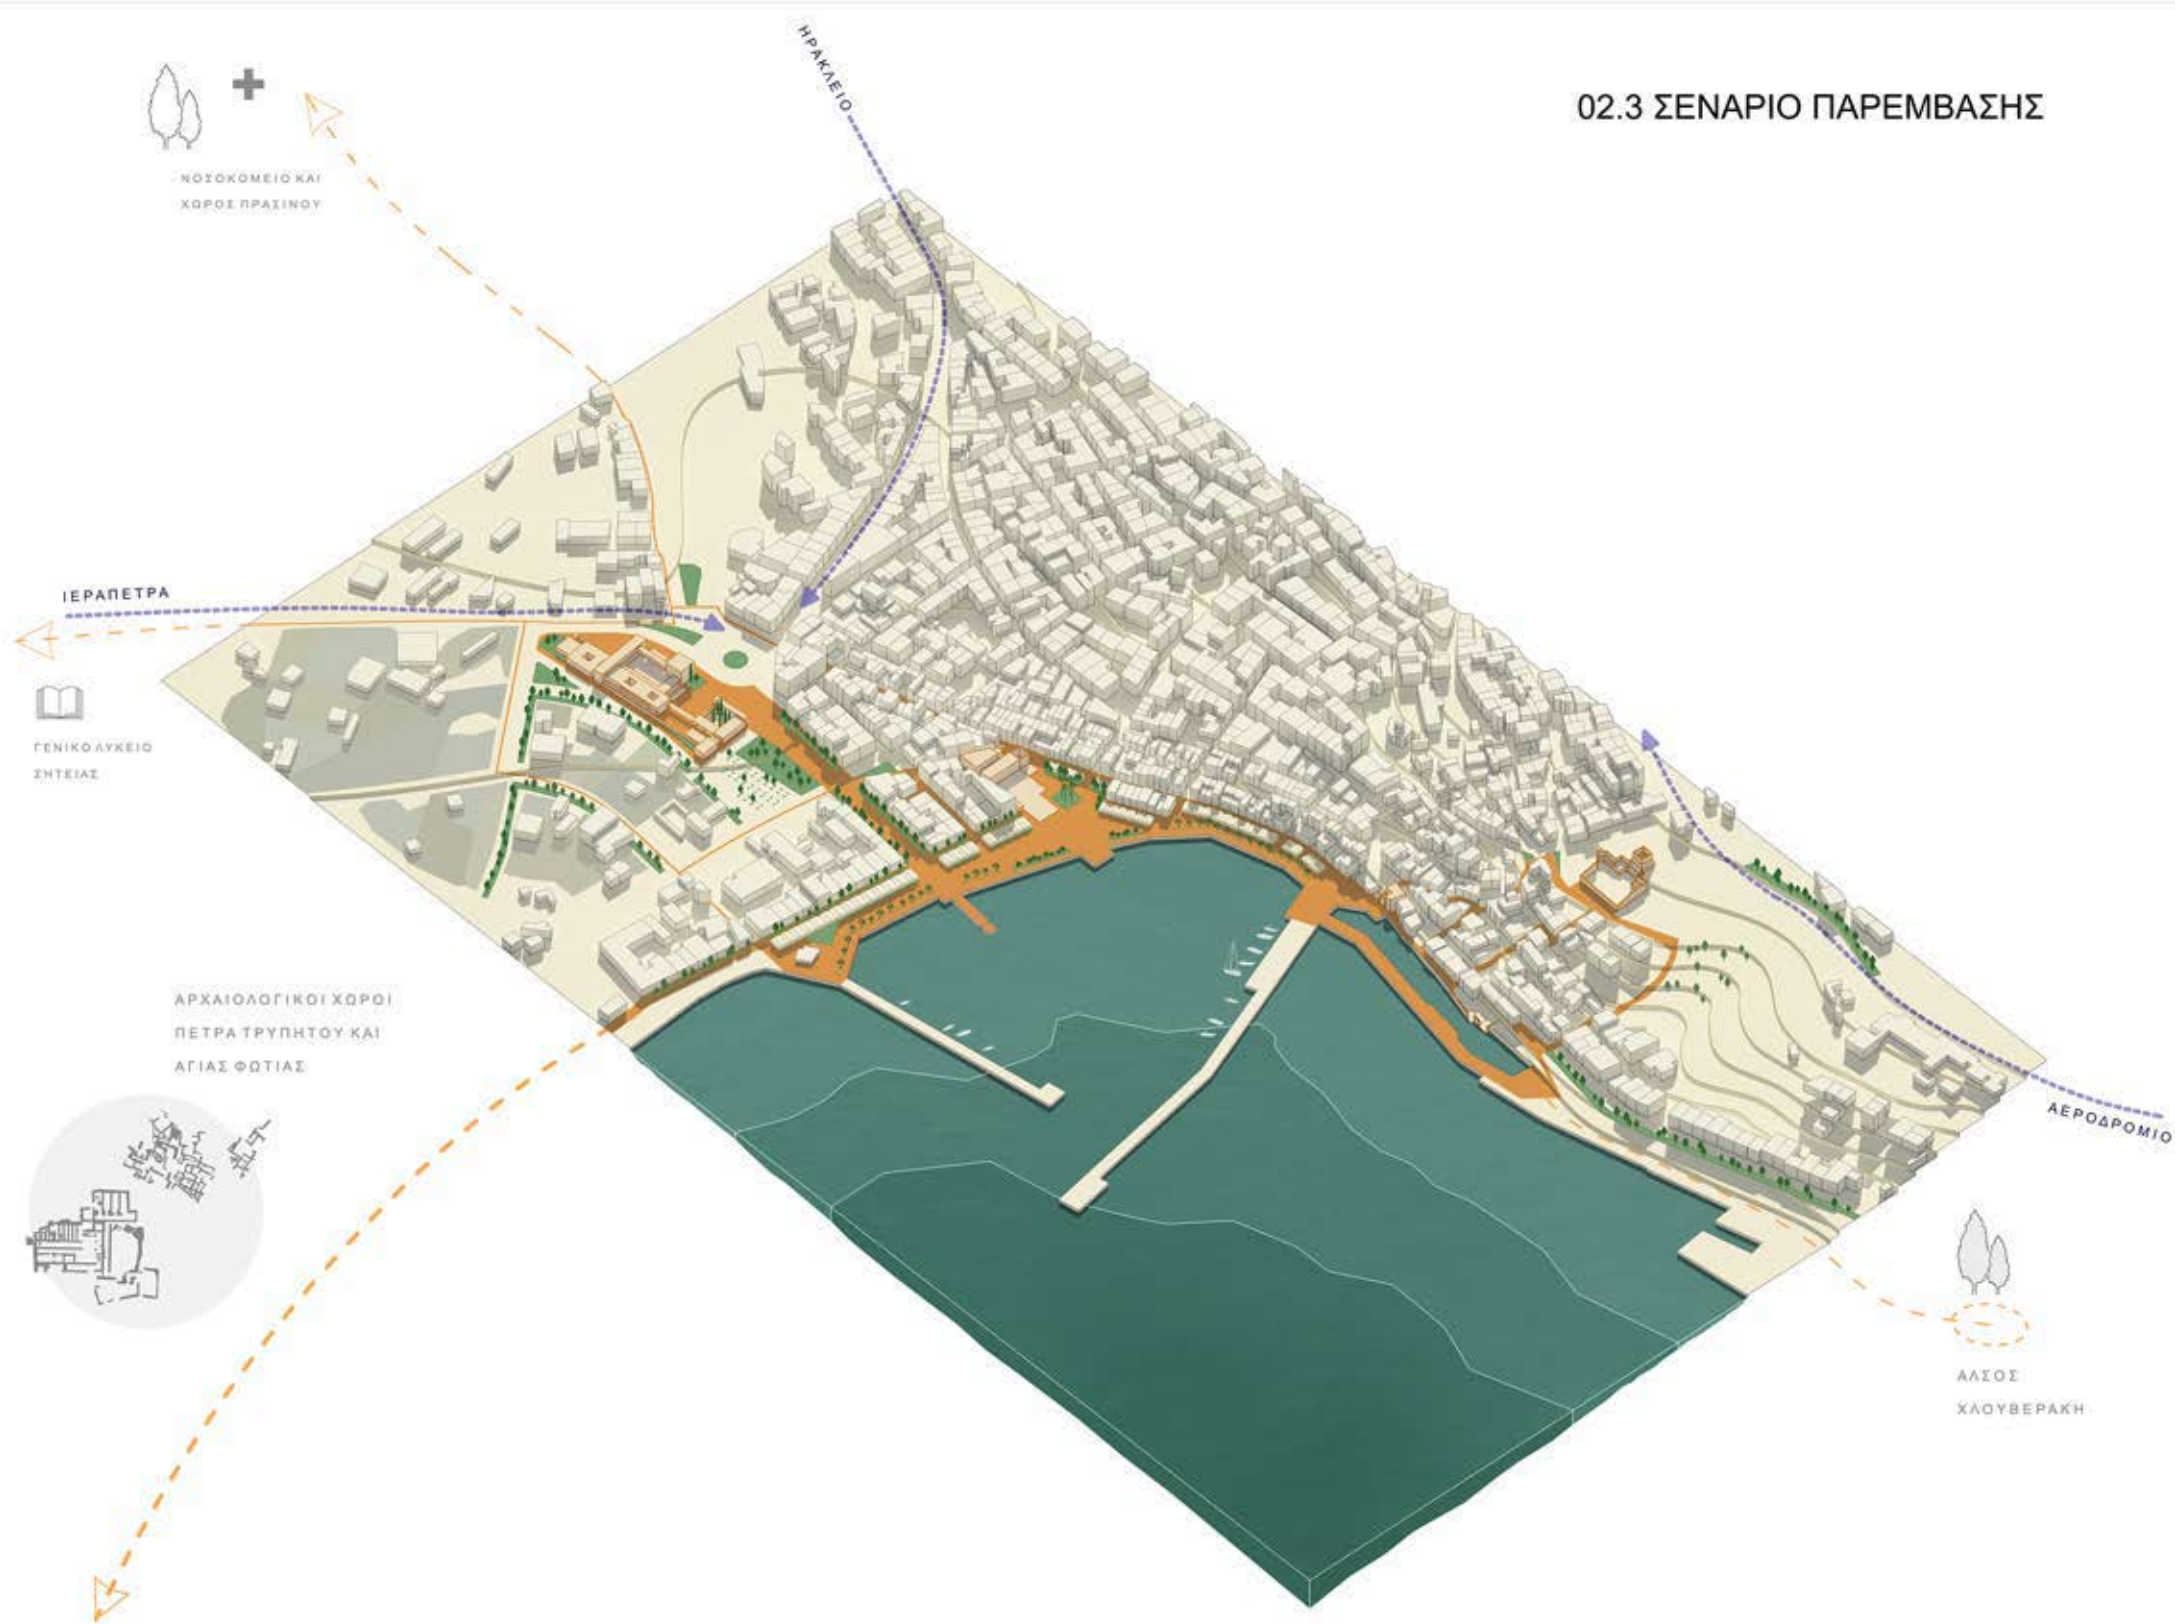 ΗΡΑΚΛΕΙΟ
02.3 ΣΕΝΑΡΙΟ ΠΑΡΕΜΒΑΣΗΣ
ΝΟΣΟΚΟΜΕΙΟ ΚΑΙ
ΧΩΡΟΣ ΠΡΑΣΙΝΟΥ
ΙΕΡΑΠΕΤΡΑ
ΓΕΝΙΚΟ ΛΥΚΕΙΟ
ΣΗΤΕΙΑΣ
ΑΡΧΑΙΟΛΟΓΙΚΟΙ ΧΩΡΟΙ
ΠΕΤΡΑ ΤΡΥΠΗΤΟΥ ΚΑΙ
ΑΓΙΑΣ ΦΩΤΙΑΣ
ΑΕΡΟΔΡΟΜΙΟ
ΑΛΣΟΣ
ΧΛΟΥΒΕΡΑΚΗ